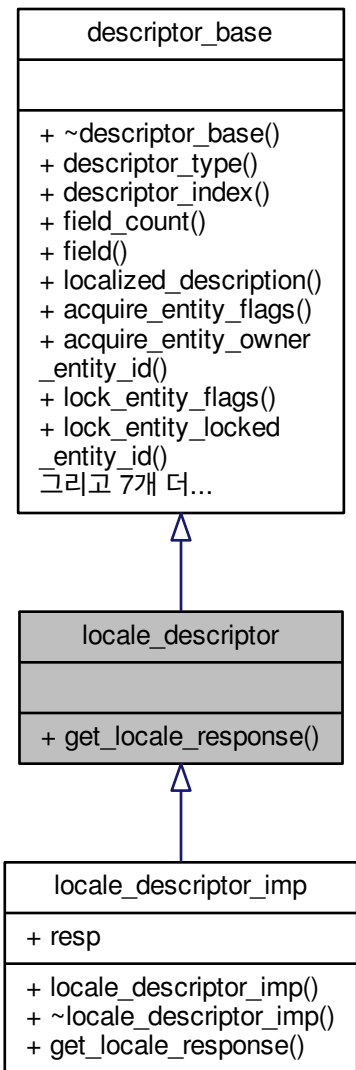 descriptor_base
+ ~descriptor_base()
+ descriptor_type()
+ descriptor_index()
+ field_count()
+ field()
+ localized_description()
+ acquire_entity_flags()
+ acquire_entity_owner
_entity_id()
+ lock_entity_flags()
+ lock_entity_locked
_entity_id()
그리고 7개 더...
locale_descriptor
+ get_locale_response()
locale_descriptor_imp
+ resp
+ locale_descriptor_imp()
+ ~locale_descriptor_imp()
+ get_locale_response()